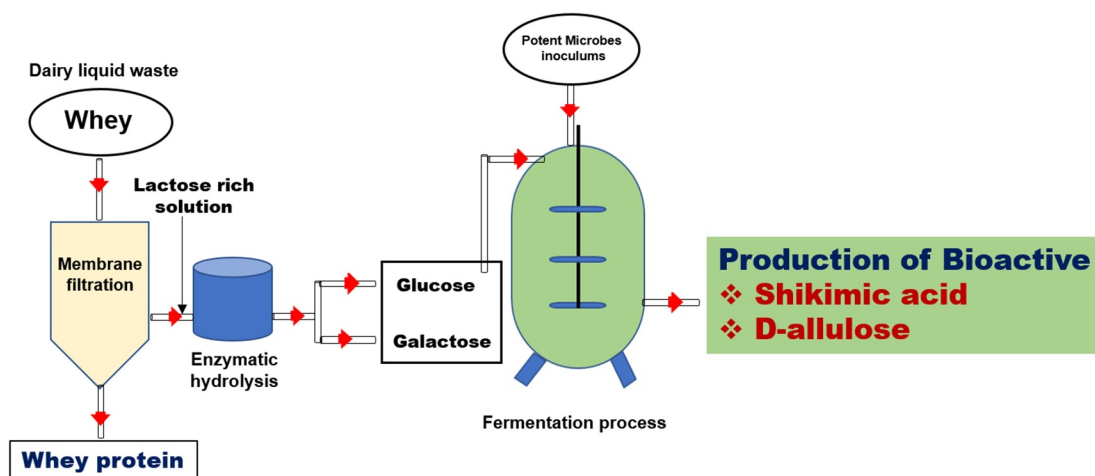 Dairy liquid waste
Whey
Membrane
filtration
Whey protein
Lactose rich
solution
Enzymatic
hydrolysis
Glucose
Galactose
Potent Microbes
inoculums
Fermentation process
Production of Bioactive
❖ Shikimic acid
❖ D-allulose